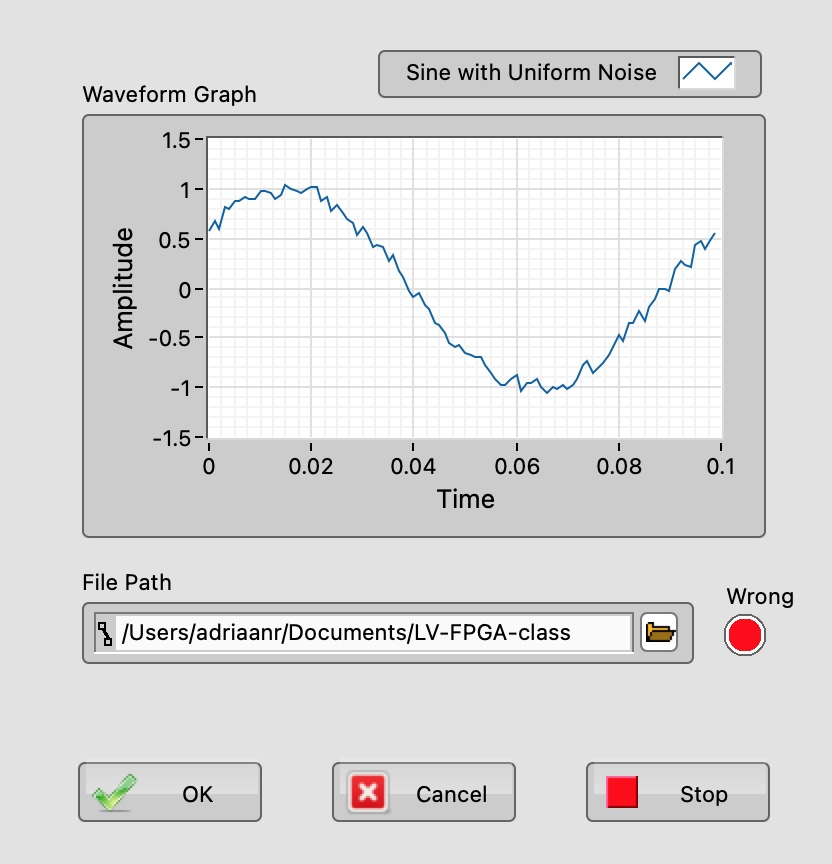 Sine with Uniform Noise
Waveform Graph
1.5
1
0.5
0
-0.5
-1
-1.5
Amplitude
0 0.02 0.04 0.06 0.08 0.1
Time
File Path
Wrong
/Users/adriaanr/Documents/LV-FPGA-class
OK Cancel Stop